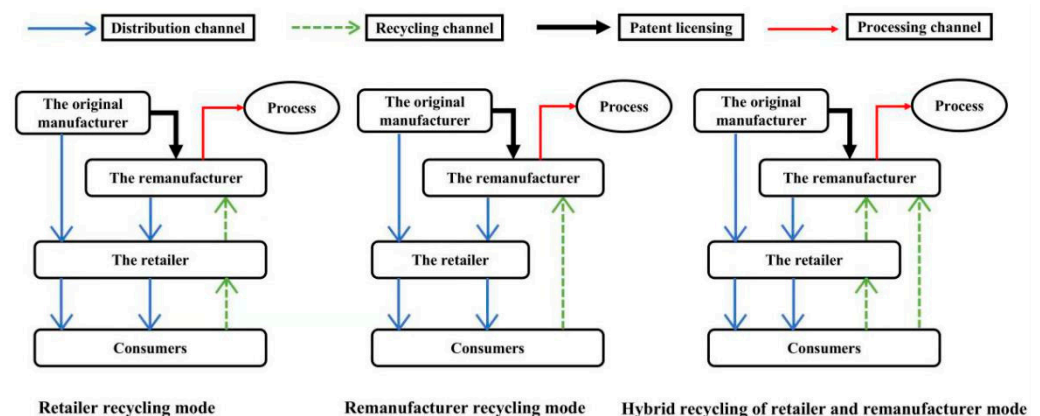 Distribution channel
Recycling channel
Patent licensing
Processing channel
The original
manufacturer
Process
The remanufacturer
The retailer
Consumers
Retailer recycling mode
The original
manufacturer
Process
The remanufacturer
The retailer
Consumers
Remanufacturer recycling mode
The original
manufacturer
Process
The remanufacturer
The retailer
Consumers
Hybrid recycling of retailer and remanufacturer mode